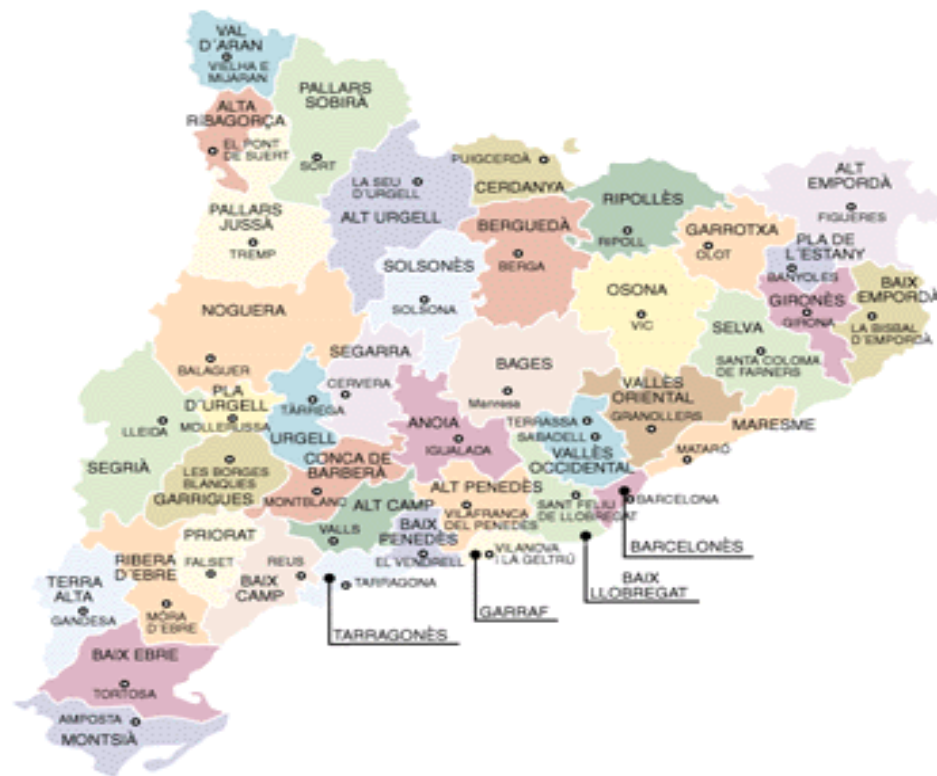 VAL
D'ARAN
VIELHA E
MIJARAN
PALLARS
SOBIRÀ
ALTA
RIBAGORÇA
EL PONT
DE SUERT
SORT
PUIGCERDÀ
CERDANYA
LA SEU
D'URGELL
ALT URGELL
RIPOLLÈS
RIPOLL
ALT
EMPORDÀ
FIGUERES
PALLARS
JUSSÀ
TREMP
BERGUEDÀ
BERGA
GARROTXA
OLOT
PLA DE
L'ESTANY
BANYOLES
SOLSONÈS
SOLSONA
OSONA
VIC
GIRONÈS
GIRONA
BAIX
EMPORDÀ
LA BISBAL
D'EMPORDÀ
NOGUERA
BALAGUER
SEGARRA
CERVERA
BAGES
Manresa
SELVA
SANTA COLOMA
DE FARNERS
PLA
D'URGELL
MOLLERUSSA
TÀRREGA
URGELL
ANOIA
IGUALADA
TERRASSA
SABADELL
VALLÈS
OCCIDENTAL
VALLÈS
ORIENTAL
GRANOLLERS
MARESME
MATARÓ
LLEIDA
SEGRIÀ
LES BORGES
BLANQUES
GARRIGUES
CONCA DE
BARBERÀ
MONTBLANC
ALT CAMP
VALLS
ALT PENEDÈS
VILAFRANCA
DEL PENEDÈS
SANT FELIU
DE LLOBREGAT
BARCELONA
BARCELONÈS
PRIORAT
FALSET
REUS
BAIX
CAMP
BAIX
PENEDÈS
EL VENDRELL
VILANOVA
I LA GELTRÚ
BAIX
LLOBREGAT
GARRAF
TARRAGONA
TARRAGONÈS
RIBERA
D'EBRE
MÓRA
D'EBRE
TERRA
ALTA
GANDESA
BAIX EBRE
TORTOSA
AMPOSTA
MONTSIÀ